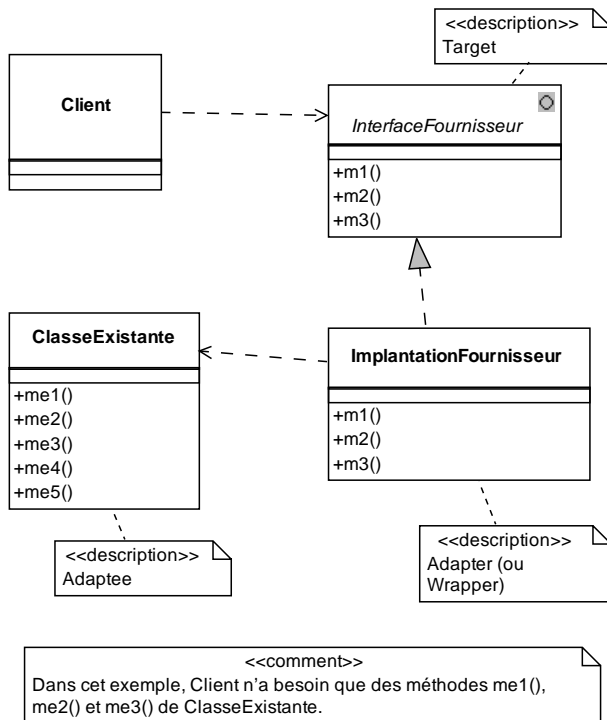 <<description>>
Target
Client
InterfaceFournisseur
+m1()
+m2()
+m3()
ClasseExistante
+me1()
+me2()
+me3()
+me4()
+me5()
ImplantationFournisseur
+m1()
+m2()
+m3()
<<description>>
Adaptee
<<description>>
Adapter (ou
Wrapper)
<<comment>>
Dans cet exemple, Client n'a besoin que des méthodes me1(),
me2() et me3() de ClasseExistante.